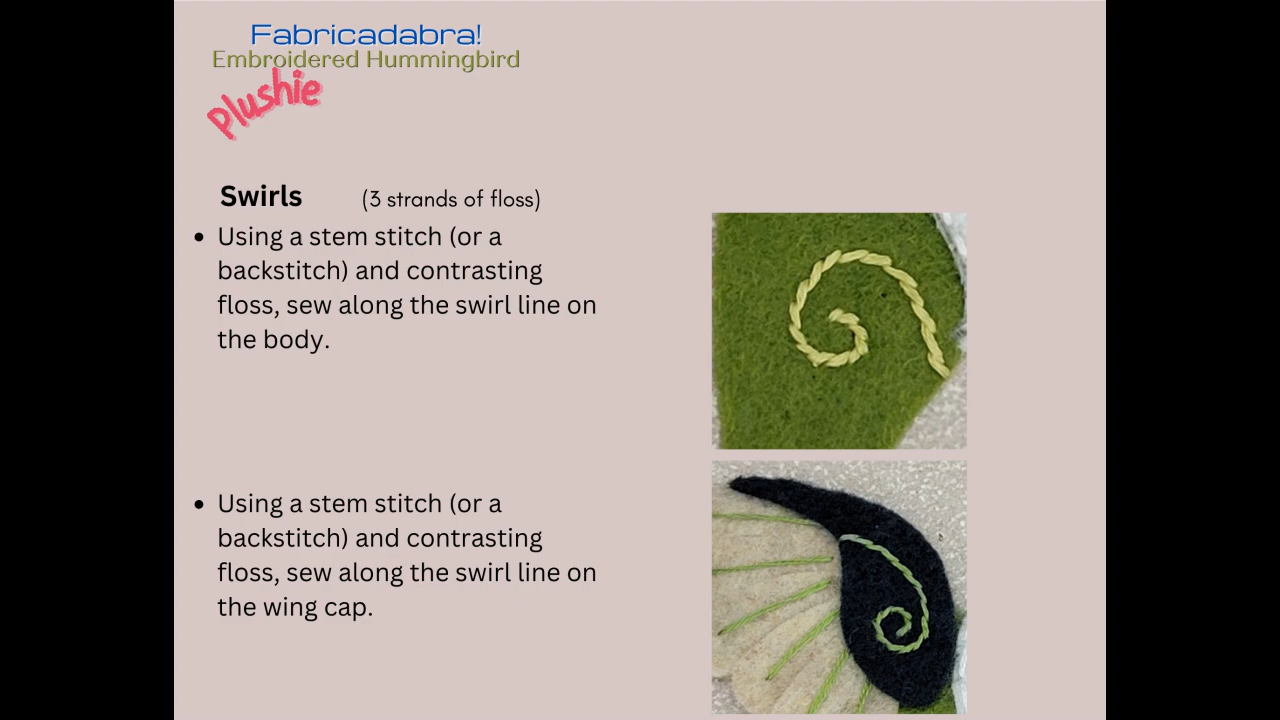 Fabricadabra!
Embroidered Hummingbird
plushie
Swirls (3 strands of floss)
• Using a stem stitch (or a
backstitch) and contrasting
floss, sew along the swirl line on
the body.
• Using a stem stitch (or a
backstitch) and contrasting
floss, sew along the swirl line on
the wing cap.